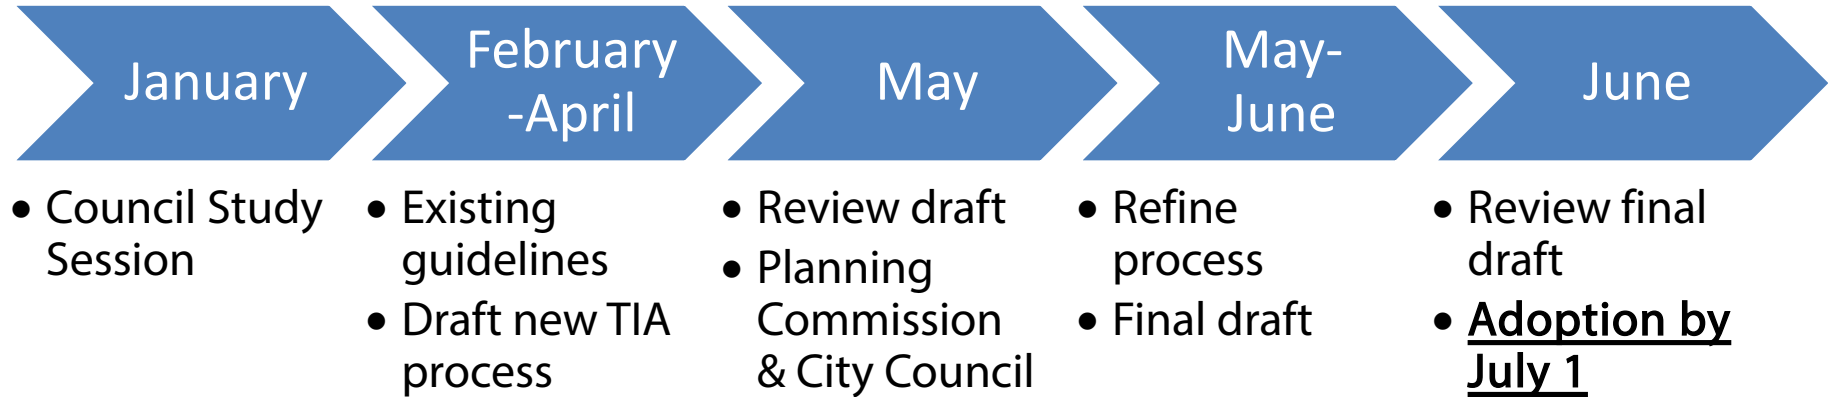 January
February
-April
May
May-
June
June
• Council Study
Session
• Existing
guidelines
• Draft new TIA
process
• Review draft
• Planning
Commission
& City Council
• Refine
process
• Final draft
• Review final
draft
• Adoption by
July 1